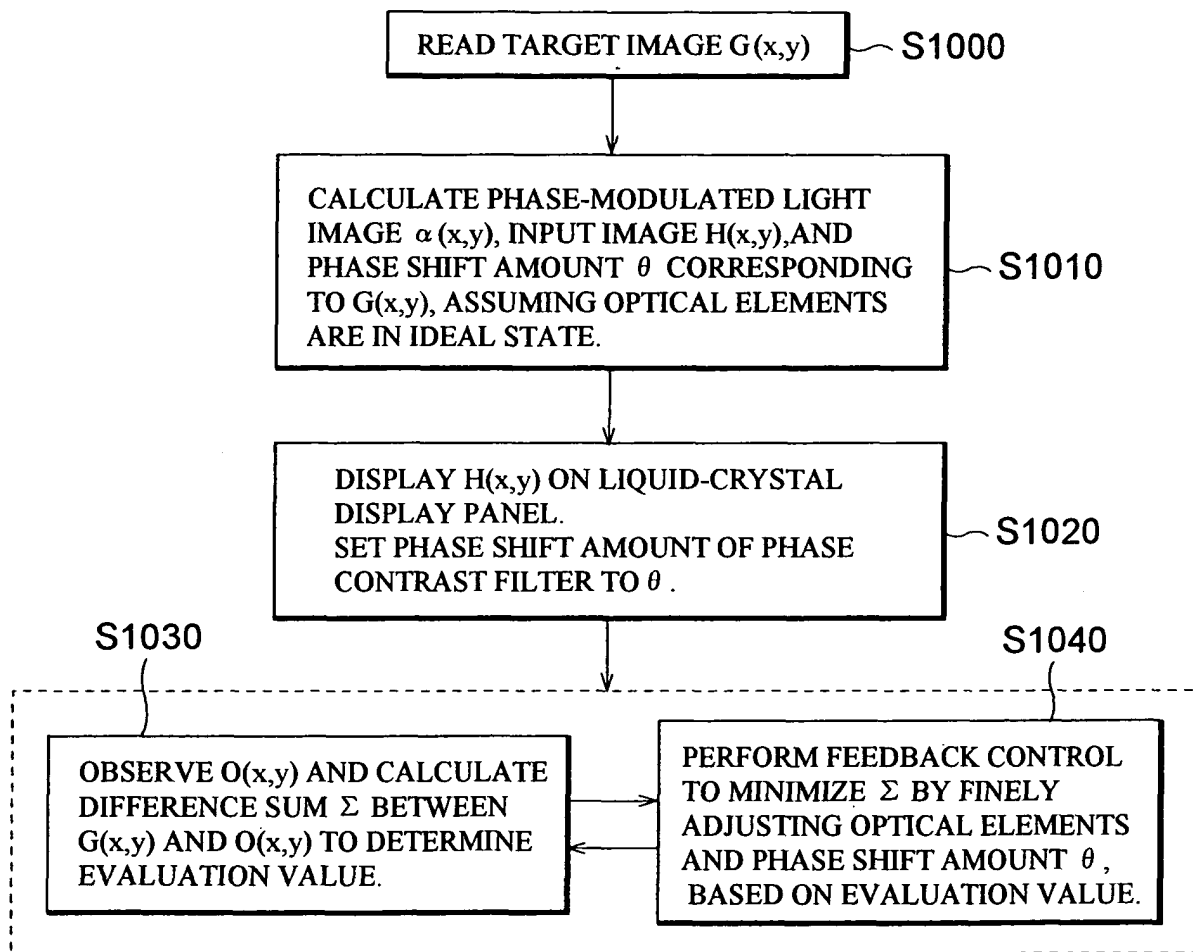 READ TARGET IMAGE G(x,y)
S1000
CALCULATE PHASE-MODULATED LIGHT
IMAGE α(x,y), INPUT IMAGE H(x,y),AND
PHASE SHIFT AMOUNT θ CORRESPONDING
TO G(x,y), ASSUMING OPTICAL ELEMENTS
ARE IN IDEAL STATE.
S1010
DISPLAY H(x,y) ON LIQUID-CRYSTAL
DISPLAY PANEL.
SET PHASE SHIFT AMOUNT OF PHASE
CONTRAST FILTER TO θ.
S1020
S1030
OBSERVE O(x,y) AND CALCULATE
DIFFERENCE SUM Σ BETWEEN
G(x,y) AND O(x,y) TO DETERMINE
EVALUATION VALUE.
S1040
PERFORM FEEDBACK CONTROL
TO MINIMIZE Σ BY FINELY
ADJUSTING OPTICAL ELEMENTS
AND PHASE SHIFT AMOUNT θ,
BASED ON EVALUATION VALUE.